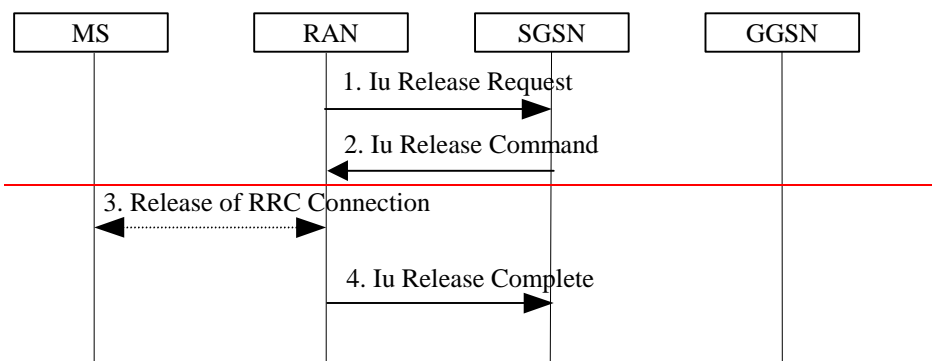 MS
RAN
SGSN
GGSN
1. Iu Release Request
2. Iu Release Command
3. Release of RRC Connection
4. Iu Release Complete